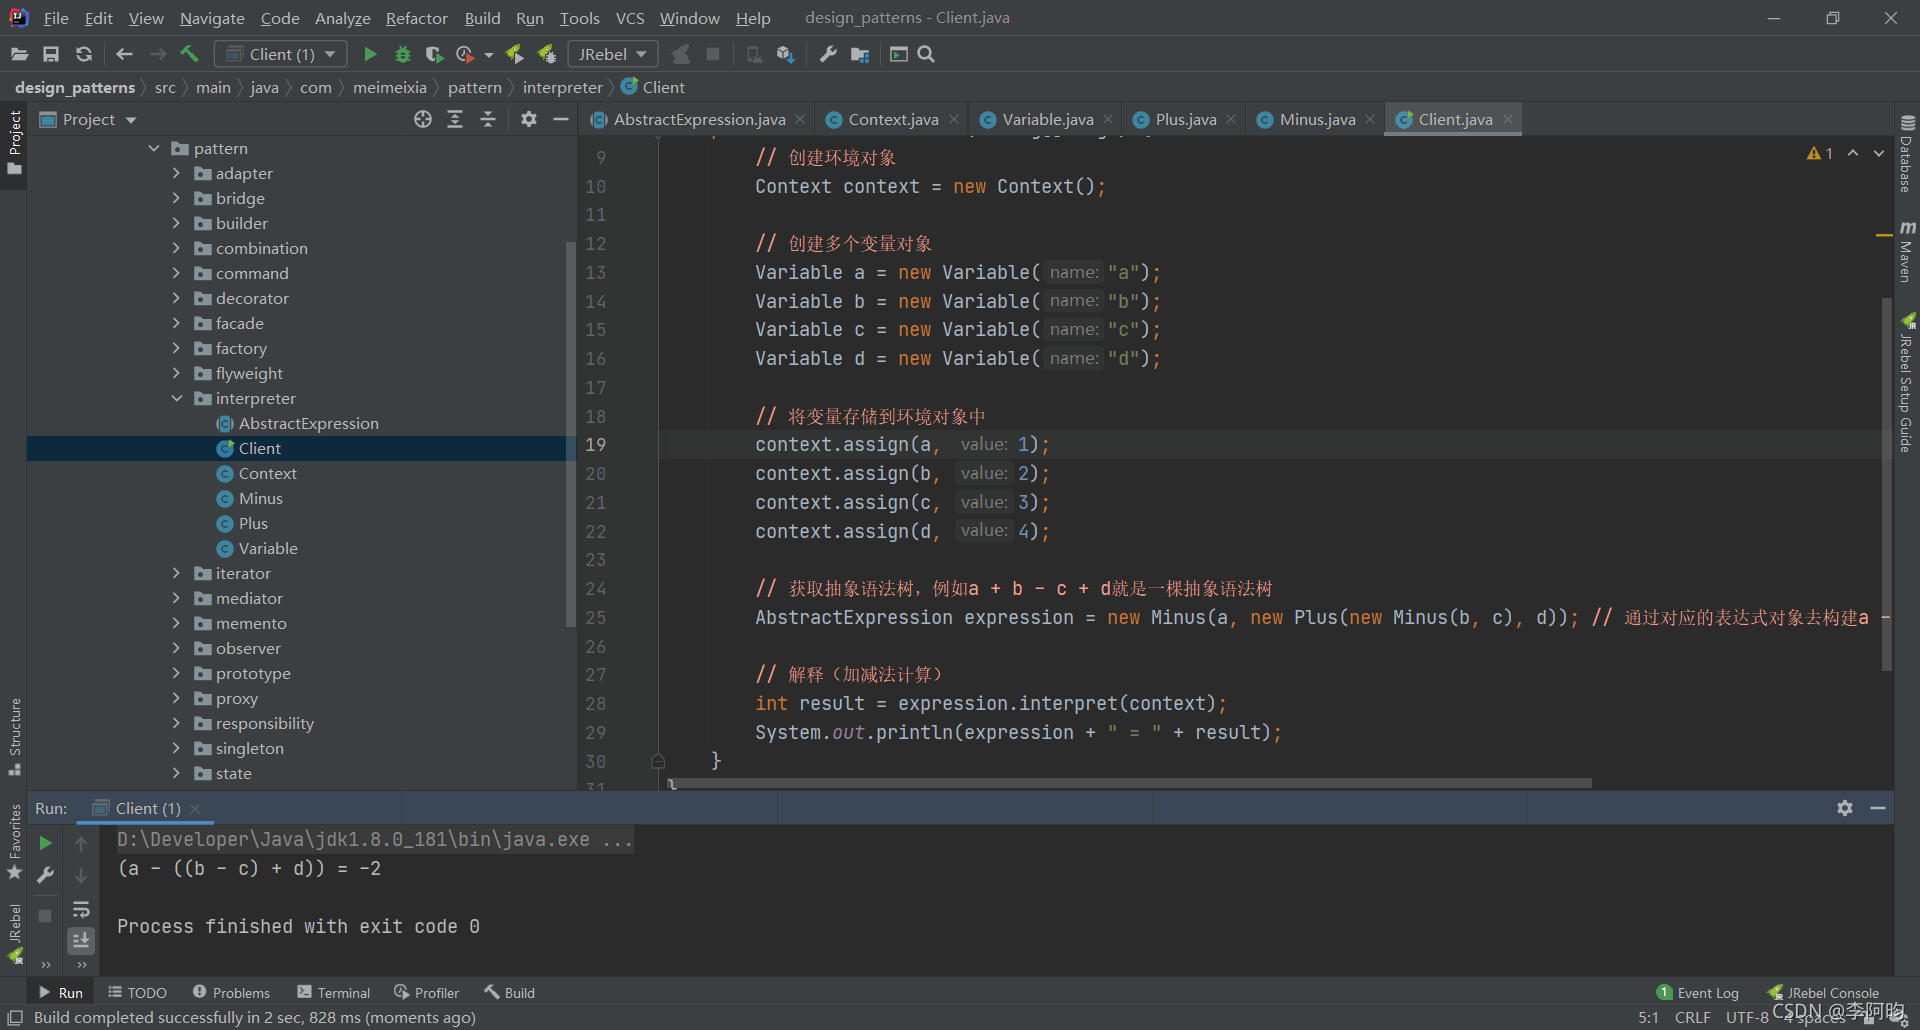 File Edit View Navigate Code Analyze Refactor Build Run Tools VCS Window Help design_patterns - Client.java
Client (1) JRebel
design_patterns src main java com meimeixia pattern interpreter Client
Project
AbstractExpression.java Context.java Variable.java Plus.java Minus.java Client.java
pattern
adapter
bridge
builder
combination
command
decorator
facade
factory
flyweight
interpreter
AbstractExpression
Client
Context
Minus
Plus
Variable
iterator
mediator
memento
observer
prototype
proxy
responsibility
singleton
state
9 // 创建环境对象
10 Context context = new Context();
11
12 // 创建多个变量对象
13 Variable a = new Variable( name: "a");
14 Variable b = new Variable( name: "b");
15 Variable c = new Variable( name: "c");
16 Variable d = new Variable( name: "d");
17
18 // 将变量存储到环境对象中
19 context.assign(a, value: 1);
20 context.assign(b, value: 2);
21 context.assign(c, value: 3);
22 context.assign(d, value: 4);
23
24 // 获取抽象语法树，例如a + b - c + d就是一棵抽象语法树
25 AbstractExpression expression = new Minus(a, new Plus(new Minus(b, c), d)); // 通过对应的表达式对象去构建a -
26
27 // 解释（加减法计算）
28 int result = expression.interpret(context);
29 System.out.println(expression + " = " + result);
30 }
31 }
1
Project
Structure
Favorites
JRebel
Database
Maven
JRebel Setup Guide
Run: Client (1)
D:\Developer\Java\jdk1.8.0_181\bin\java.exe ...
(a - ((b - c) + d)) = -2
Process finished with exit code 0
Run TODO Problems Terminal Profiler Build 1 Event Log JRebel Console
Build completed successfully in 2 sec, 828 ms (moments ago) 5:1 CRLF UTF-8 4 spaces
CSDN @李阿昀